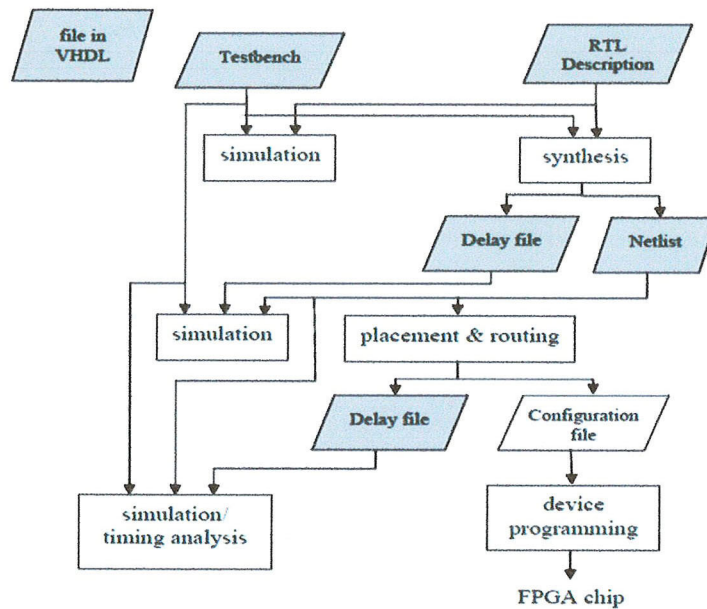 file in
VHDL
Testbench
RTL
Description
simulation
synthesis
Delay file
Netlist
simulation
placement & routing
Delay file
Configuration
file
simulation/
timing analysis
device
programming
FPGA chip